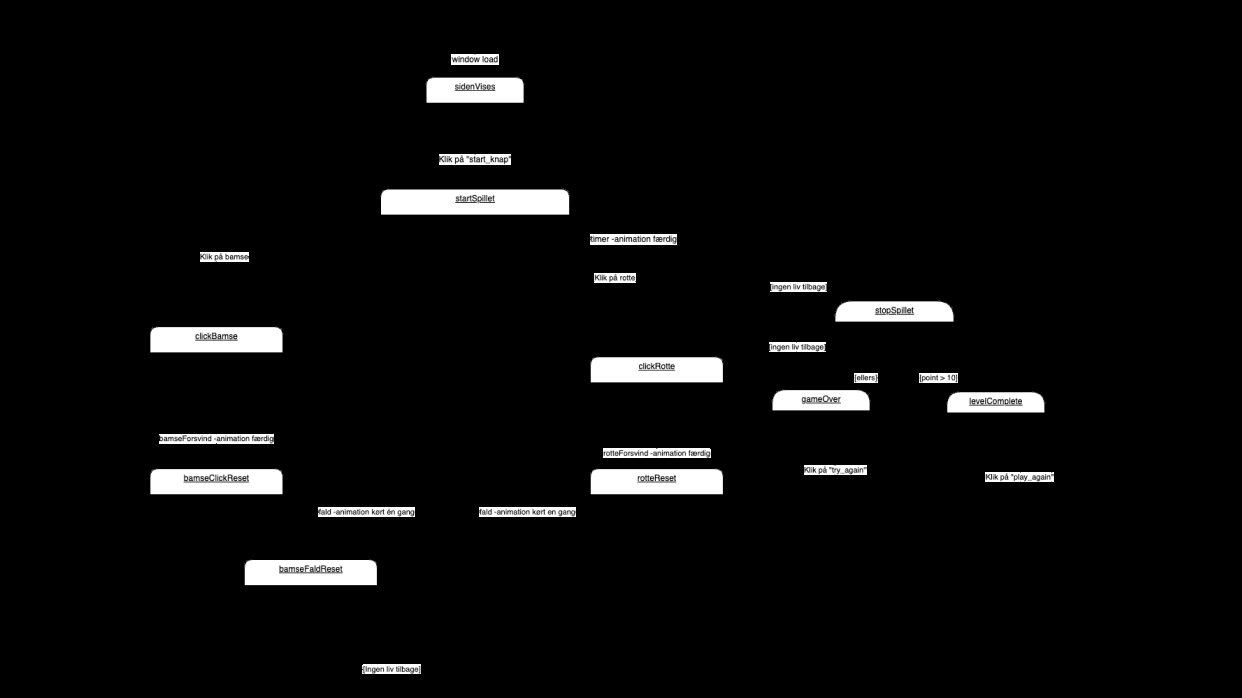 window load
sidenVises
Klik på "start_knap"
startSpillet
timer -animation færdig
Klik på bamse
Klik på rotte
[ingen liv tilbage]
stopSpillet
clickBamse
[ingen liv tilbage]
clickRotte
[ellers]
[point > 10]
gameOver
levelComplete
bamseForsvind -animation færdig
rotteForsvind -animation færdig
Klik på "try_again"
bamseClickReset
rotteReset
Klik på "play_again"
fald -animation kørt én gang
fald -animation kørt en gang
bamseFaldReset
[Ingen liv tilbage]